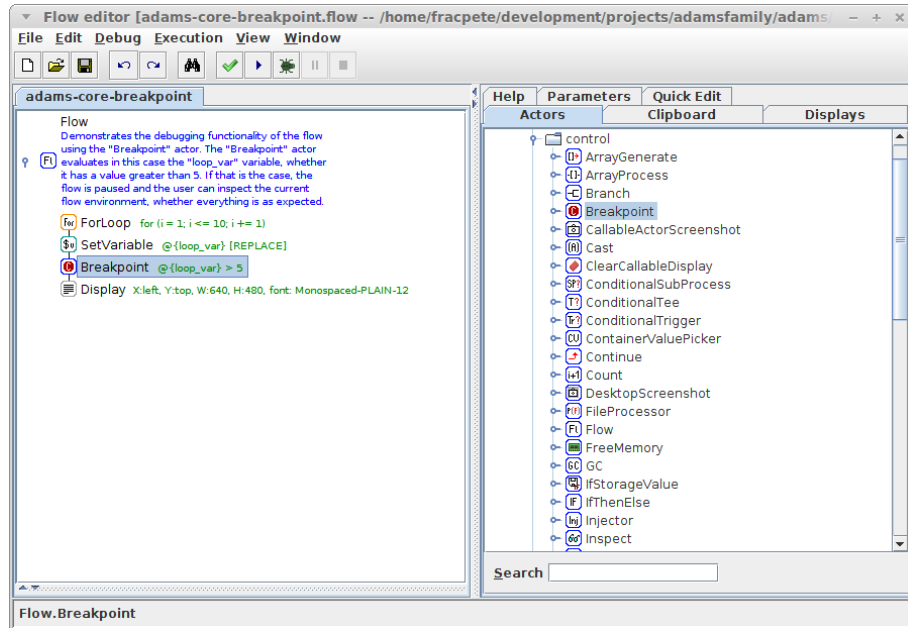 Flow editor [adams-core-breakpoint.flow -- /home/fracpete/development/projects/adamsfamily/adams/
File Edit Debug Execution View Window
adams-core-breakpoint
Flow
Demonstrates the debugging functionality of the flow
using the "Breakpoint" actor. The "Breakpoint" actor
evaluates in this case the "loop_var" variable, whether
it has a value greater than 5. If that is the case, the
flow is paused and the user can inspect the current
flow environment, whether everything is as expected.
ForLoop for (i = 1; i <= 10; i += 1)
SetVariable @{loop_var} [REPLACE]
Breakpoint @{loop_var} > 5
Display X:left, Y:top, W:640, H:480, font: Monospaced-PLAIN-12
Help Parameters Quick Edit
Actors Clipboard Displays
control
ArrayGenerate
ArrayProcess
Branch
Breakpoint
CallableActorScreenshot
Cast
ClearCallableDisplay
ConditionalSubProcess
ConditionalTee
ConditionalTrigger
ContainerValuePicker
Continue
Count
DesktopScreenshot
FileProcessor
Flow
FreeMemory
GC
IfStorageValue
IfThenElse
Injector
Inspect
Search
Flow.Breakpoint